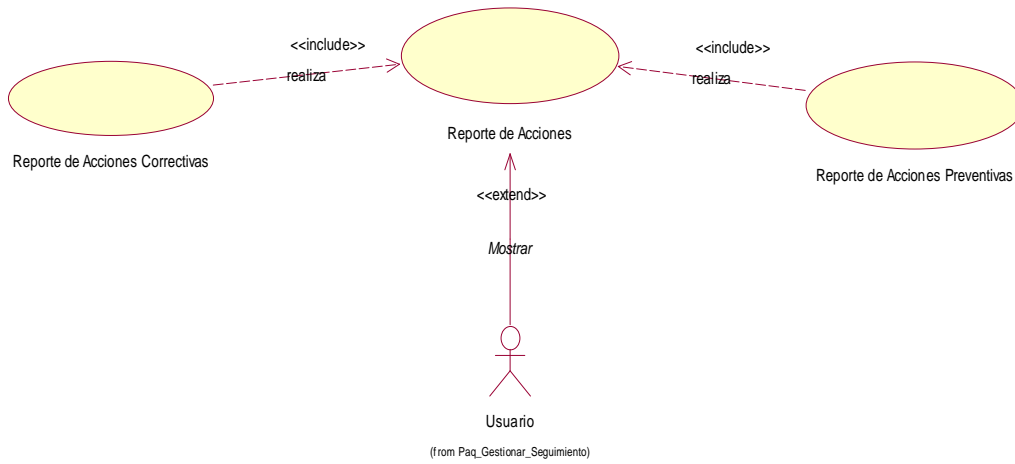 <<include>>
realiza
<<include>>
realiza
Reporte de Acciones
Reporte de Acciones Correctivas
Reporte de Acciones Preventivas
<<extend>>
Mostrar
Usuario
(from Paq_Gestionar_Seguimiento)